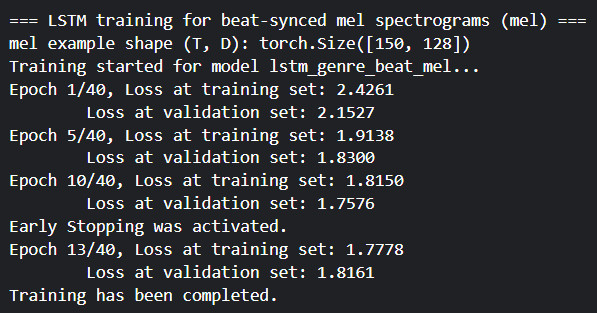 === LSTM training for beat-synced mel spectrograms (mel) ===
mel example shape (T, D): torch.Size([150, 128])
Training started for model lstm_genre_beat_mel...
Epoch 1/40, Loss at training set: 2.4261
        Loss at validation set: 2.1527
Epoch 5/40, Loss at training set: 1.9138
        Loss at validation set: 1.8300
Epoch 10/40, Loss at training set: 1.8150
        Loss at validation set: 1.7576
Early Stopping was activated.
Epoch 13/40, Loss at training set: 1.7778
        Loss at validation set: 1.8161
Training has been completed.